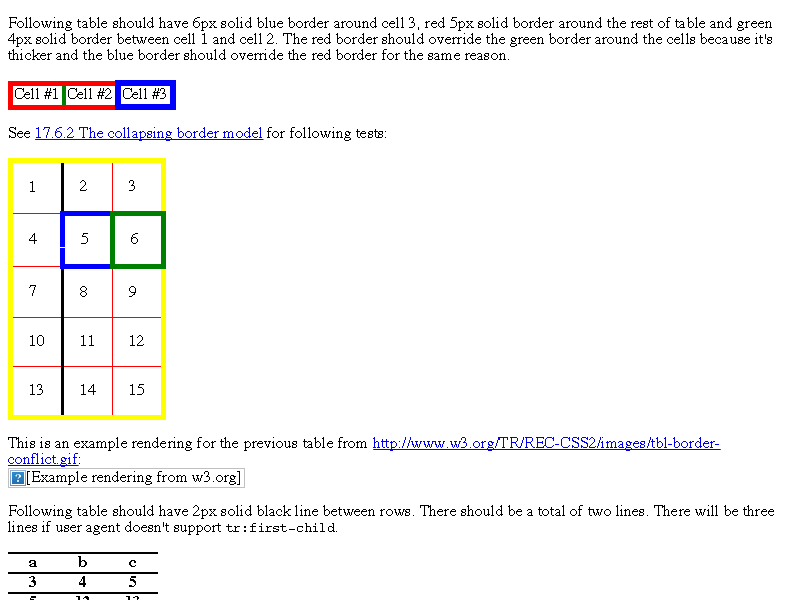 Following table should have 6px solid blue border around cell 3, red 5px solid border around the rest of table and green
4px solid border between cell 1 and cell 2. The red border should override the green border around the cells because it's
thicker and the blue border should override the red border for the same reason.
Cell #1 Cell #2 Cell #3
See 17.6.2 The collapsing border model for following tests:
1 2 3
4 5 6
7 8 9
10 11 12
13 14 15
This is an example rendering for the previous table from http://www.w3.org/TR/REC-CSS2/images/tbl-border-
conflict.gif:
[Example rendering from w3.org]
Following table should have 2px solid black line between rows. There should be a total of two lines. There will be three
lines if user agent doesn't support tr:first-child.
a b c
3 4 5